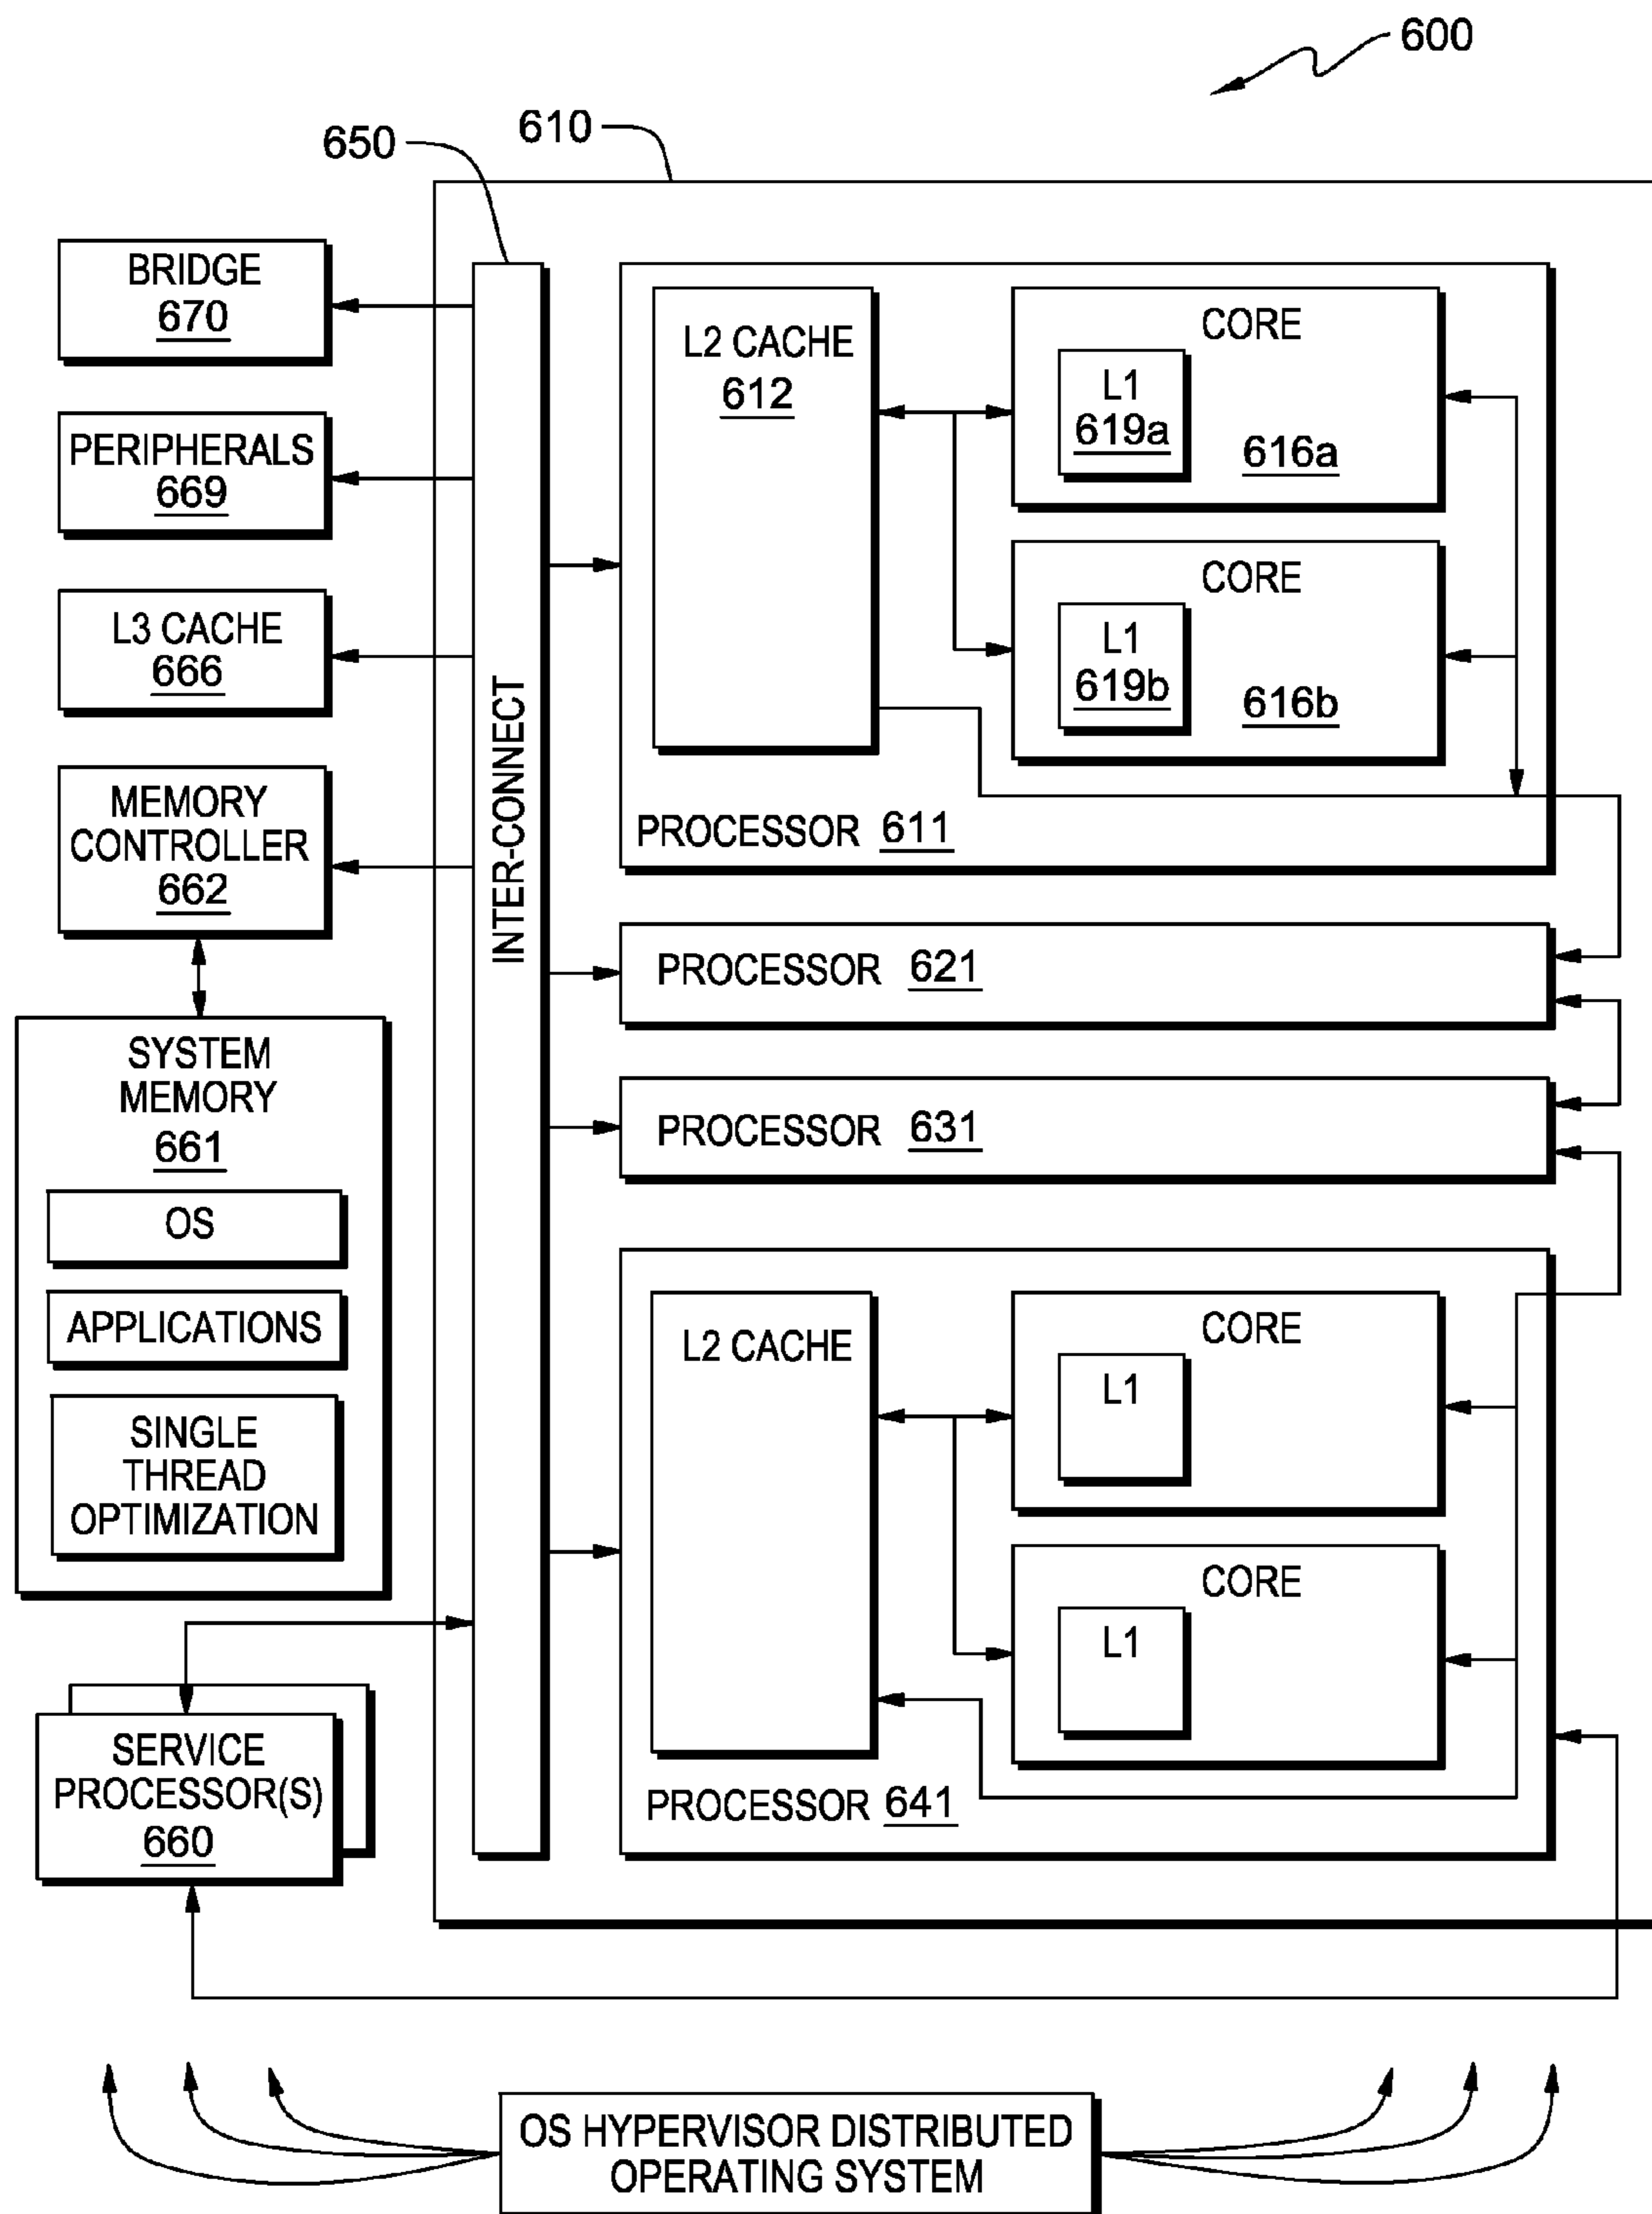 600
610
650
BRIDGE
670
PERIPHERALS
669
L3 CACHE
666
MEMORY
CONTROLLER
662
SYSTEM
MEMORY
661
OS
APPLICATIONS
SINGLE
THREAD
OPTIMIZATION
SERVICE
PROCESSOR(S)
660
INTER-CONNECT
L2 CACHE
612
CORE
L1
619a
616a
CORE
L1
619b
616b
PROCESSOR 611
PROCESSOR 621
PROCESSOR 631
L2 CACHE
CORE
L1
CORE
L1
PROCESSOR 641
OS HYPERVISOR DISTRIBUTED
OPERATING SYSTEM